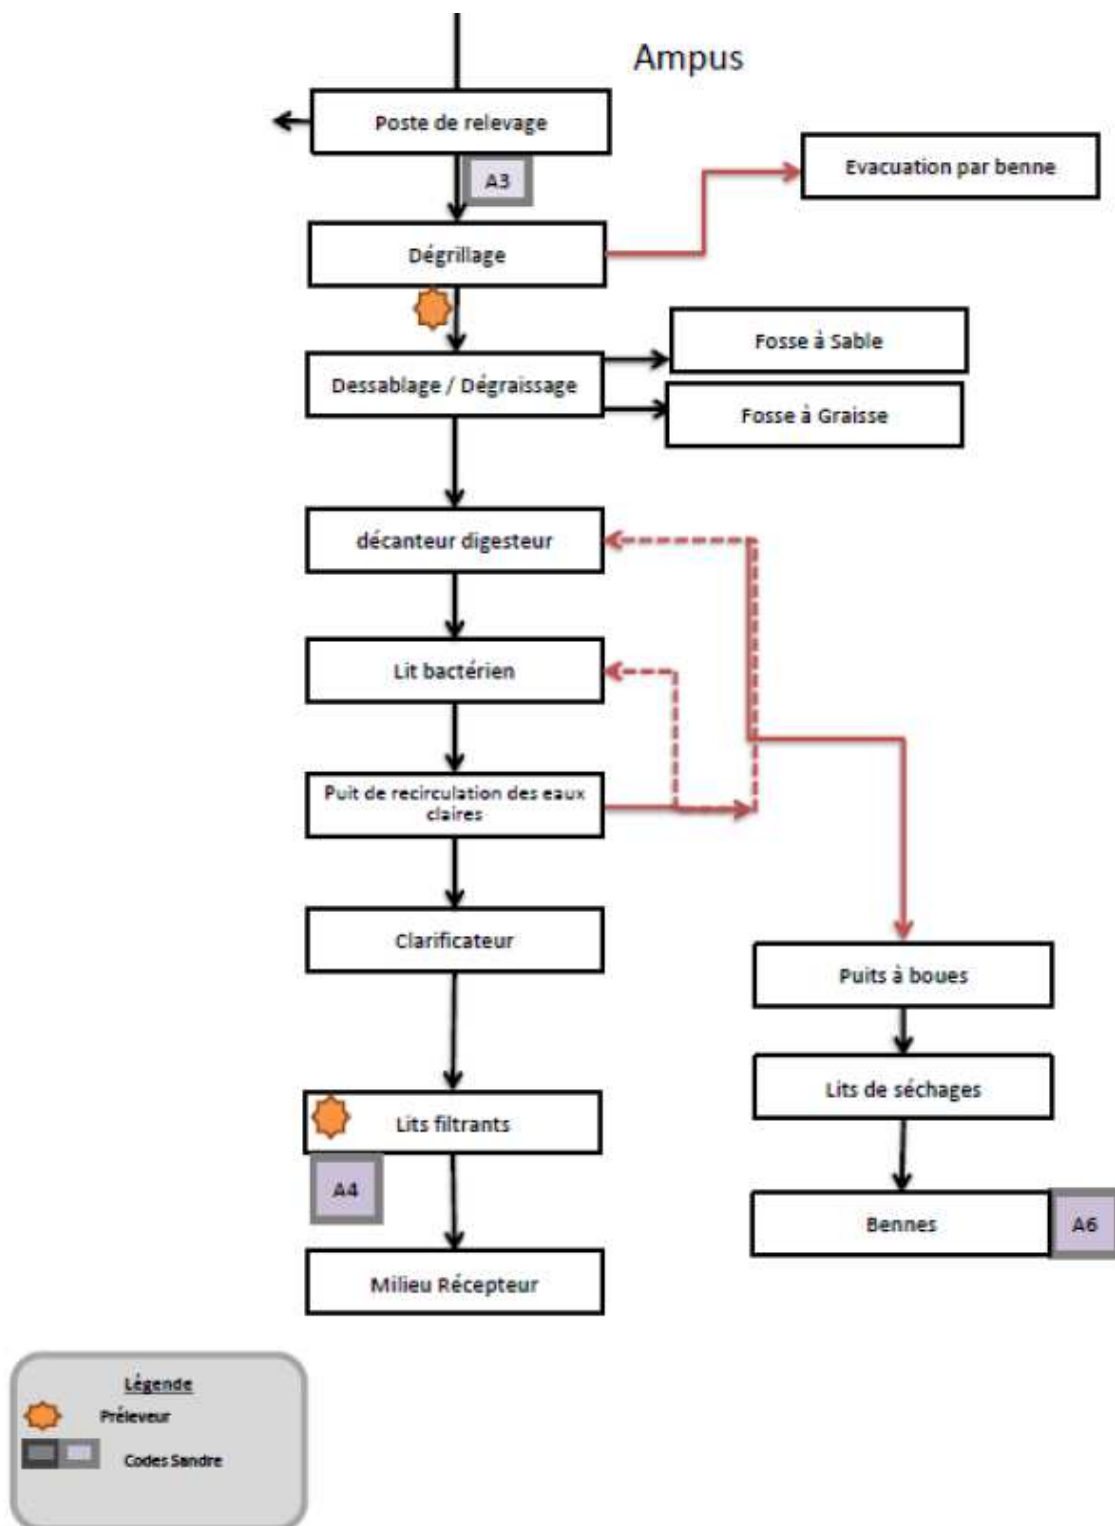 Ampus
Poste de relevage
A3
Evacuation par benne
Dégrillage
Fosse à Sable
Dessablage / Dégraissage
Fosse à Graisse
décanteur digesteur
Lit bactérien
Puit de recirculation des eaux
claires
Clarificateur
Puits à boues
Lits de séchages
Lits filtrants
A4
Bennes
A6
Milieu Récepteur
Légende
Préleveur
Codes Sandre